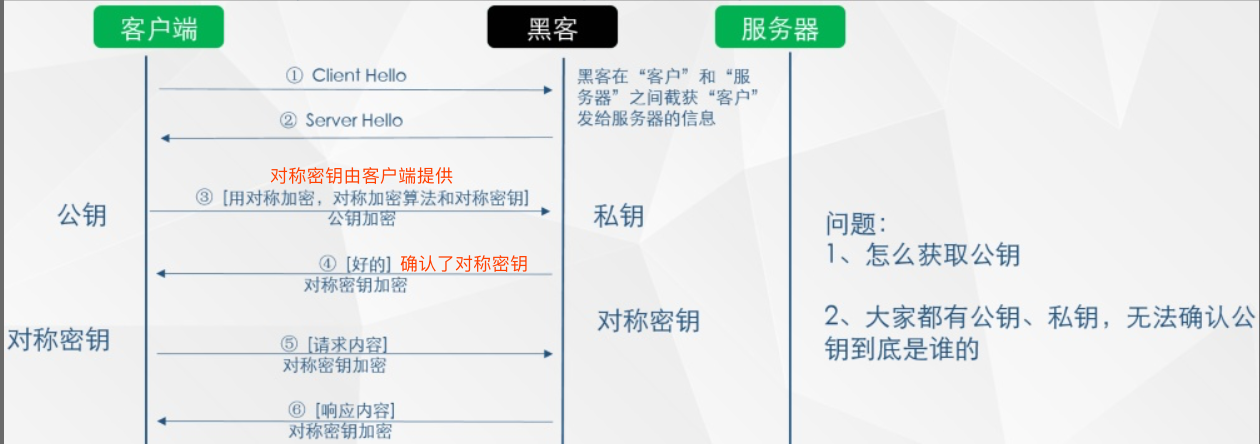 客户端
黑客
服务器
① Client Hello
黑客在“客户”和“服
务器”之间截获“客户”
发给服务器的信息
② Server Hello
对称密钥由客户端提供
③ [用对称加密，对称加密算法和对称密钥]
公钥加密
公钥
私钥
④ [好的] 确认了对称密钥
对称密钥加密
对称密钥
对称密钥
⑤ [请求内容]
对称密钥加密
⑥ [响应内容]
对称密钥加密
问题：
1、怎么获取公钥
2、大家都有公钥、私钥，无法确认公
钥到底是谁的